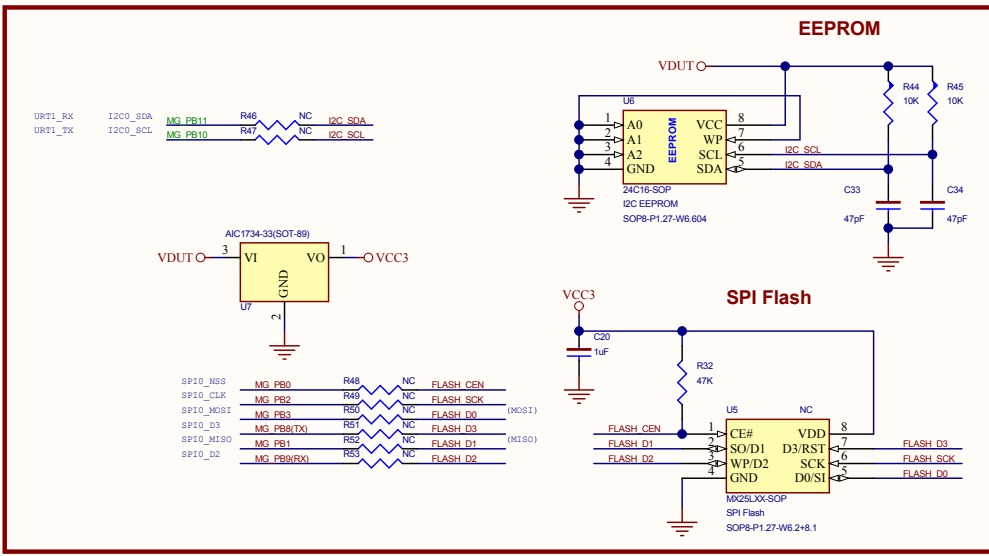 EEPROM
VDUT
R44
10K
R45
10K
U6
1 A0 VCC 8
2 A1 WP 7
3 A2 SCL 6
4 GND SDA 5
EEPROM
I2C_SCL
I2C_SDA
24C16-SOP
I2C EEPROM
SOP8-P1.27-W6.604
C33
47pF
C34
47pF
URT1_RX I2C0_SDA MG_PB11 R46 NC I2C_SDA
URT1_TX I2C0_SCL MG_PB10 R47 NC I2C_SCL
AIC1734-33(SOT-89)
VDUT 3 VI VO 1 VCC3
GND
U7
2
SPI0_NSS MG_PB0 R48 NC FLASH_CEN
SPI0_CLK MG_PB2 R49 NC FLASH_SCK
SPI0_MOSI MG_PB3 R50 NC FLASH_D0 (MOSI)
SPI0_D3 MG_PB8(TX) R51 NC FLASH_D3
SPI0_MISO MG_PB1 R52 NC FLASH_D1 (MISO)
SPI0_D2 MG_PB9(RX) R53 NC FLASH_D2
SPI Flash
VCC3
C20
1uF
R32
47K
U5 NC
FLASH_CEN 1 CE# VDD 8
FLASH_D1 2 SO/D1 D3/RST 7 FLASH_D3
FLASH_D2 3 WP/D2 SCK 6 FLASH_SCK
4 GND D0/SI 5 FLASH_D0
MX25LXX-SOP
SPI Flash
SOP8-P1.27-W6.2+8.1